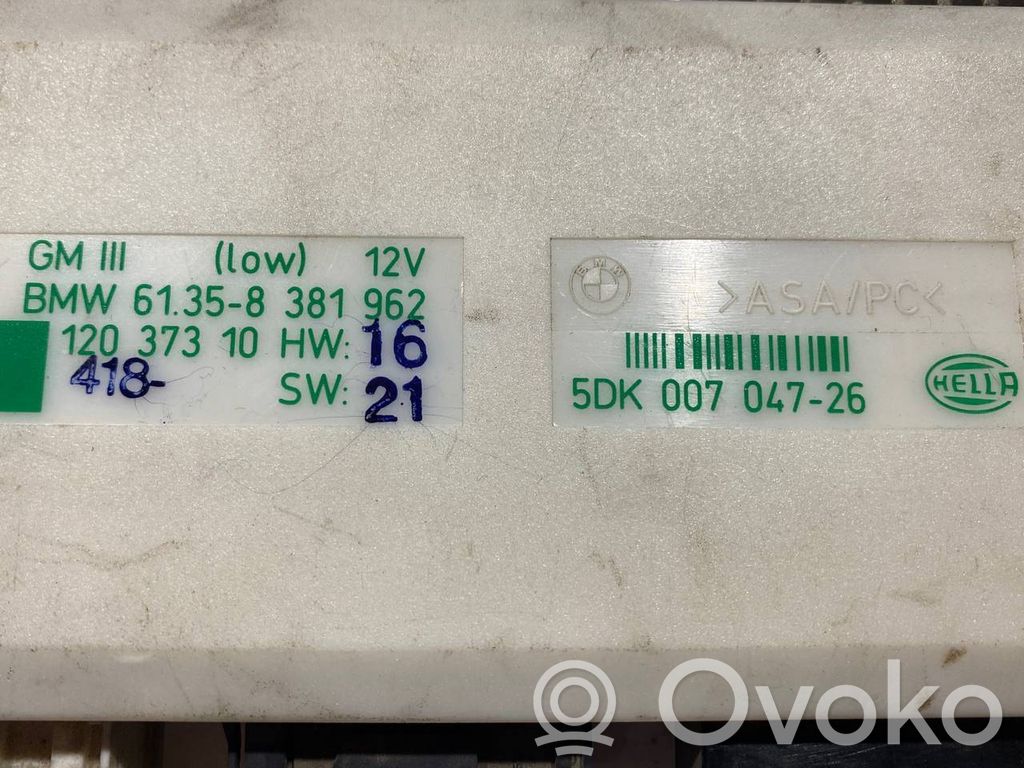 GM III (low) 12V
BMW 61.35-8 381 962
120 373 10 HW: 16
418- SW: 21
BMW
>ASA/PC<
5DK 007 047-26
HELLA
Ovoko